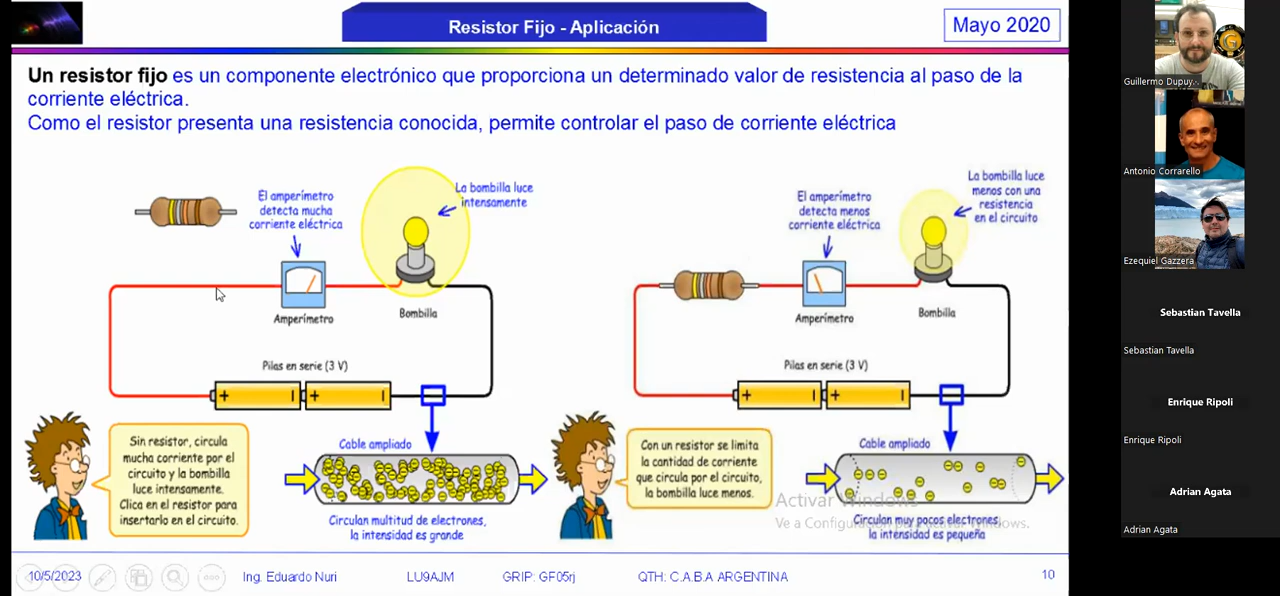 Resistor Fijo - Aplicación
Mayo 2020
Un resistor fijo es un componente electrónico que proporciona un determinado valor de resistencia al paso de la
corriente eléctrica.
Como el resistor presenta una resistencia conocida, permite controlar el paso de corriente eléctrica
El amperímetro
detecta mucha
corriente eléctrica
La bombilla luce
intensamente
Amperímetro
Bombilla
Pilas en serie (3 V)
+ I + I
Sin resistor, circula
mucha corriente por el
circuito y la bombilla
luce intensamente.
Clica en el resistor para
insertarlo en el circuito.
Cable ampliado
Circulan multitud de electrones,
la intensidad es grande
El amperímetro
detecta menos
corriente eléctrica
La bombilla luce
menos con una
resistencia
en el circuito
Amperímetro
Bombilla
Pilas en serie (3 V)
+ I + I
Con un resistor se limita
la cantidad de corriente
que circula por el circuito,
la bombilla luce menos.
Cable ampliado
Circulan muy pocos electrones,
la intensidad es pequeña
Activar Windows
Ve a Configuración para activar Windows.
10/5/2023
Ing. Eduardo Nuri
LU9AJM
GRIP: GF05rj
QTH: C.A.B.A ARGENTINA
10
Guillermo Dupuy...
Antonio Corrarello
Ezequiel Gazzera
Sebastian Tavella
Sebastian Tavella
Enrique Ripoli
Enrique Ripoli
Adrian Agata
Adrian Agata